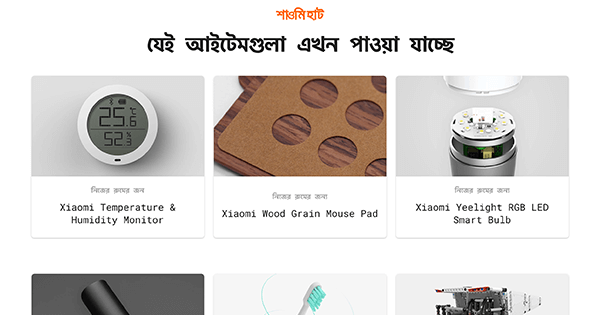 শাওমি হাট
যেই আইটেমগুলা এখন পাওয়া যাচ্ছে
25.6 ℃
52.5 %
নিজের রুমের জন্য
Xiaomi Temperature &
Humidity Monitor
নিজের রুমের জন্য
Xiaomi Wood Grain Mouse Pad
নিজের রুমের জন্য
Xiaomi Yeelight RGB LED
Smart Bulb